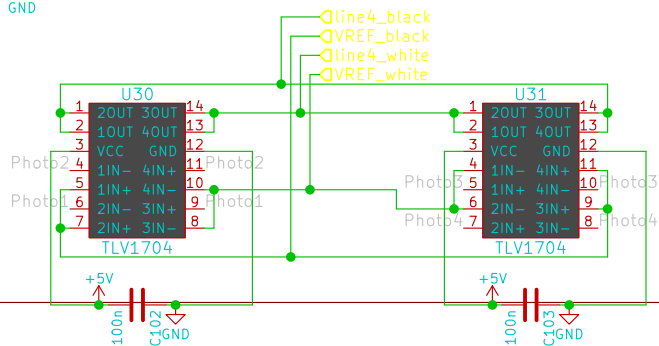 GND
line4_black
VREF_black
line4_white
VREF_white
U30
1 2OUT 3OUT 14
2 1OUT 4OUT 13
3 VCC GND 12
Photo2 4 1IN- 4IN+ 11 Photo2
5 1IN+ 4IN- 10
Photo1 6 2IN- 3IN+ 9 Photo1
7 2IN+ 3IN- 8
TLV1704
U31
1 2OUT 3OUT 14
2 1OUT 4OUT 13
3 VCC GND 12
4 1IN- 4IN+ 11
Photo3 5 1IN+ 4IN- 10 Photo3
6 2IN- 3IN+ 9
Photo4 7 2IN+ 3IN- 8 Photo4
TLV1704
+5V
100n
C102
GND
+5V
100n
C103
GND